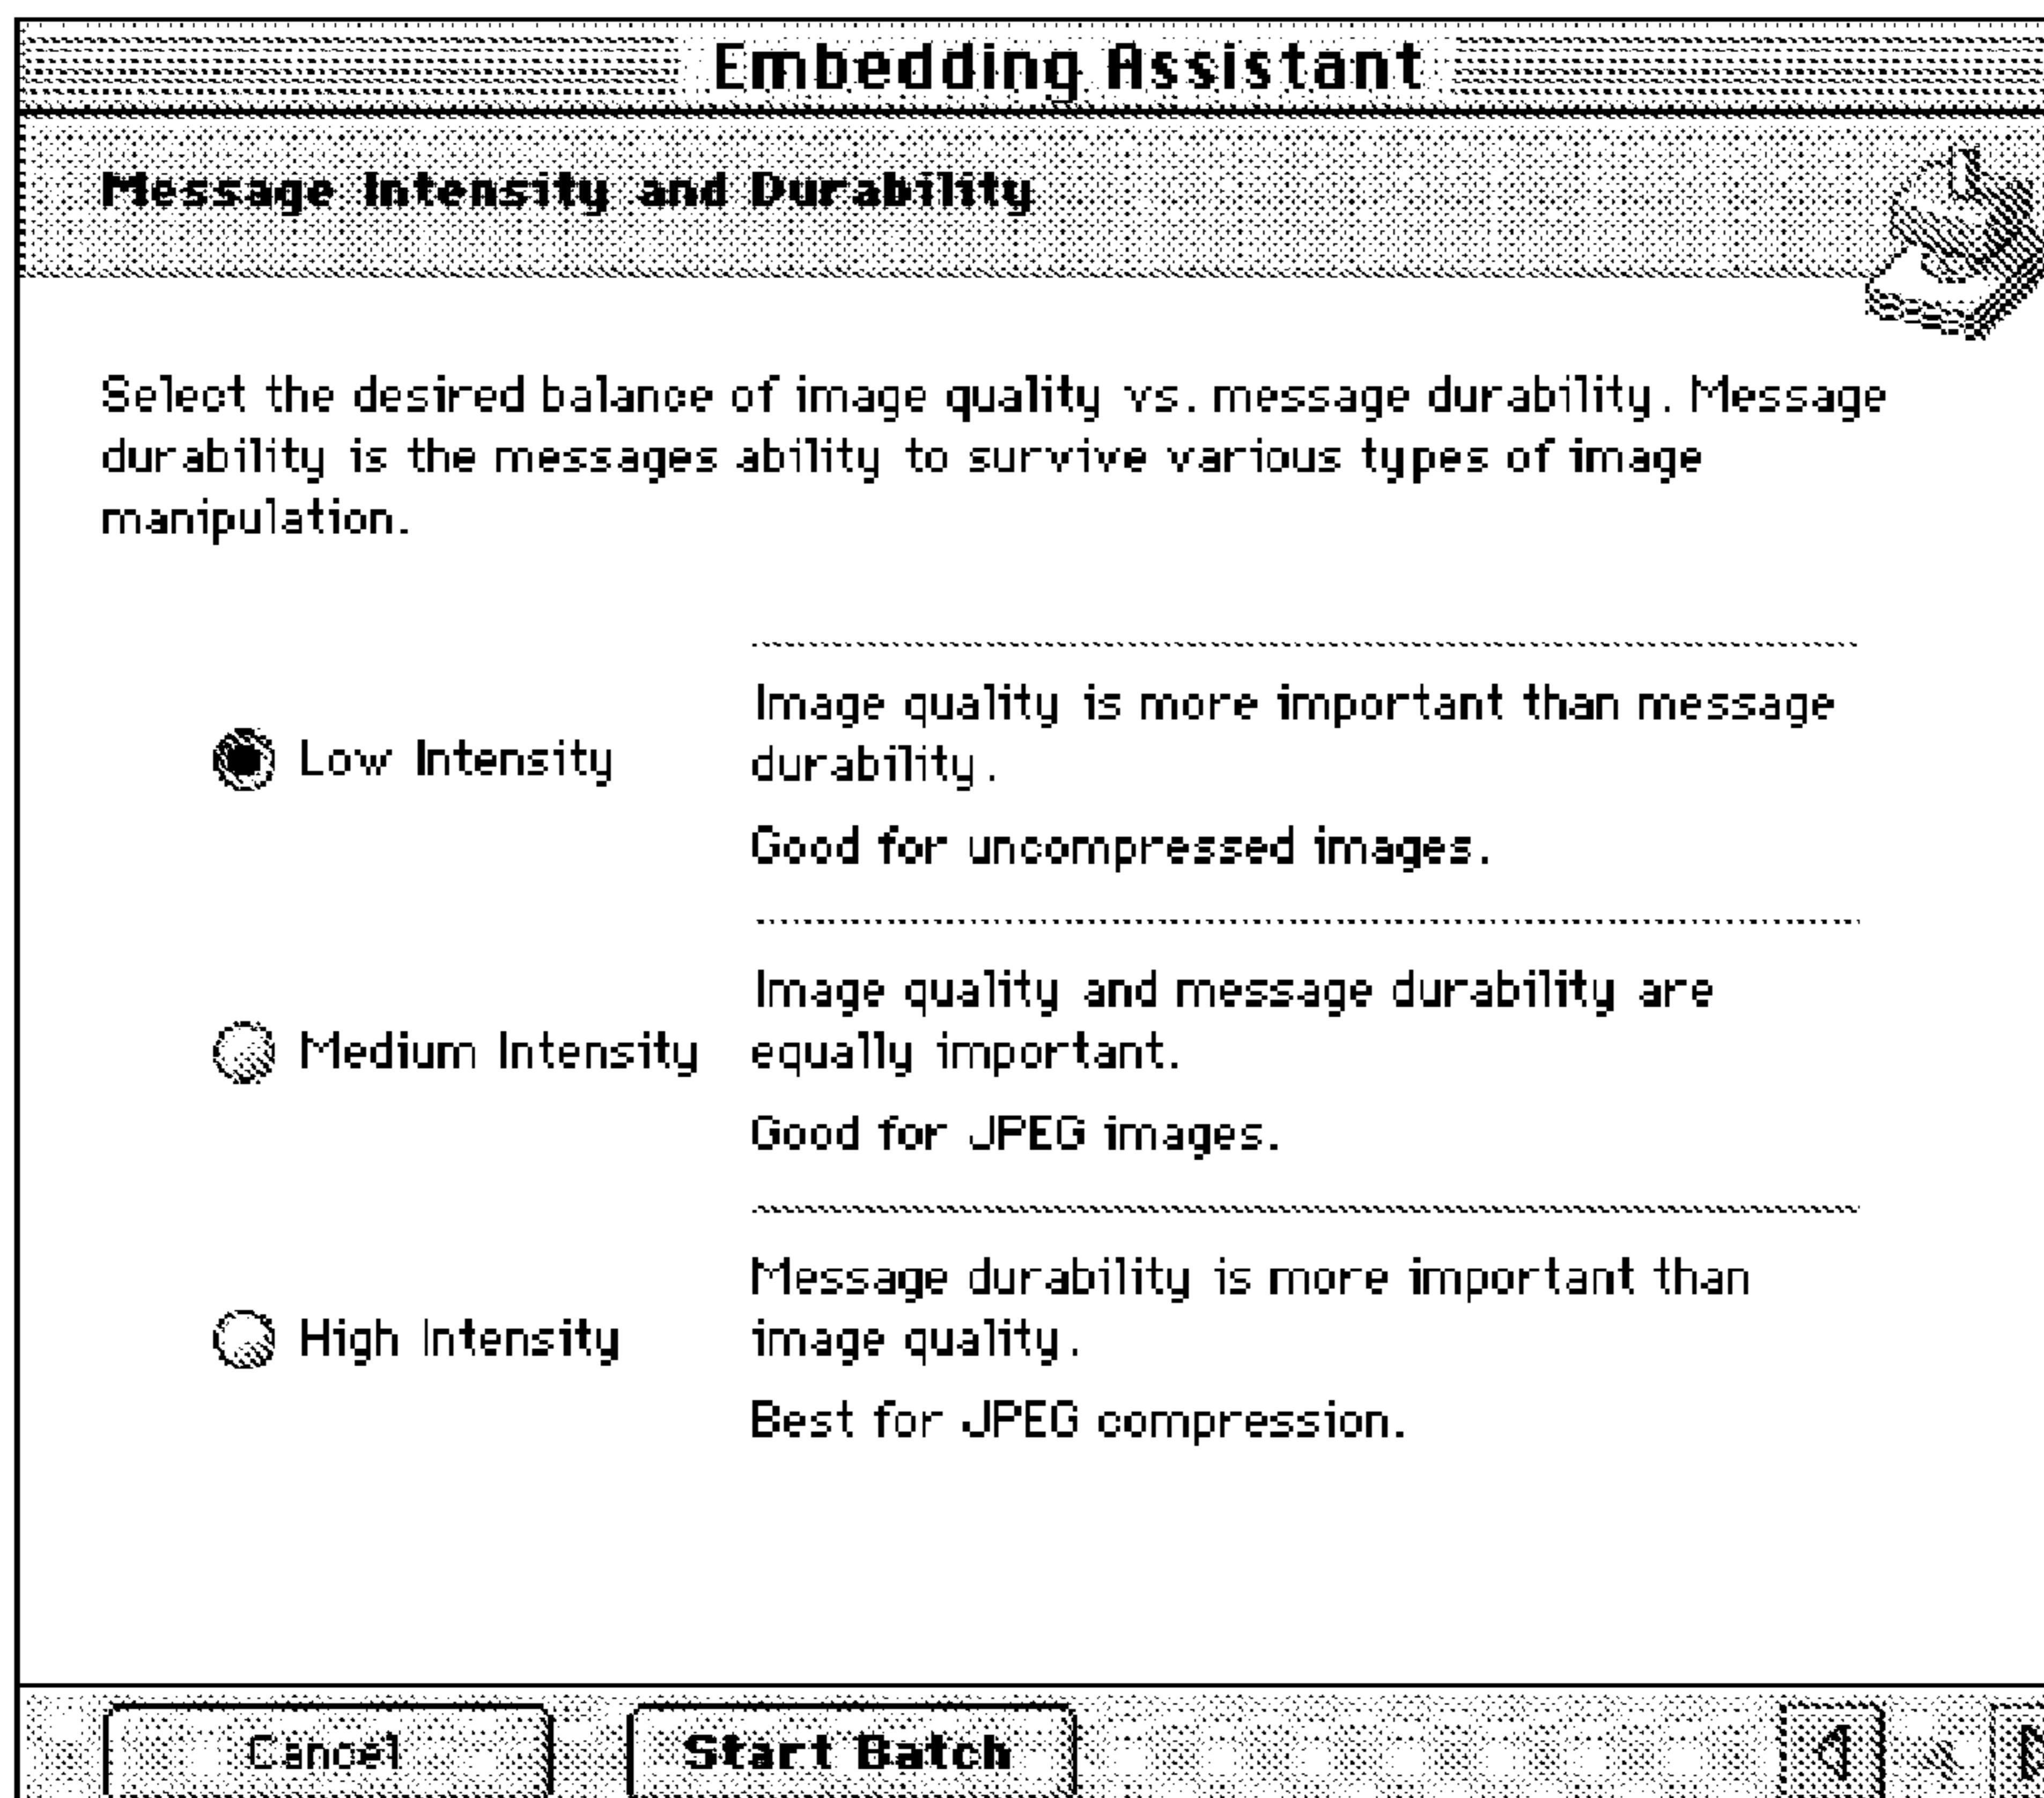 Embedding Assistant
Message Intensity and Durability
Select the desired balance of image quality vs. message durability. Message
durability is the messages ability to survive various types of image
manipulation.
Low Intensity
Image quality is more important than message
durability.
Good for uncompressed images.
Medium Intensity
Image quality and message durability are
equally important.
Good for JPEG images.
High Intensity
Message durability is more important than
image quality.
Best for JPEG compression.
Cancel
Start Batch